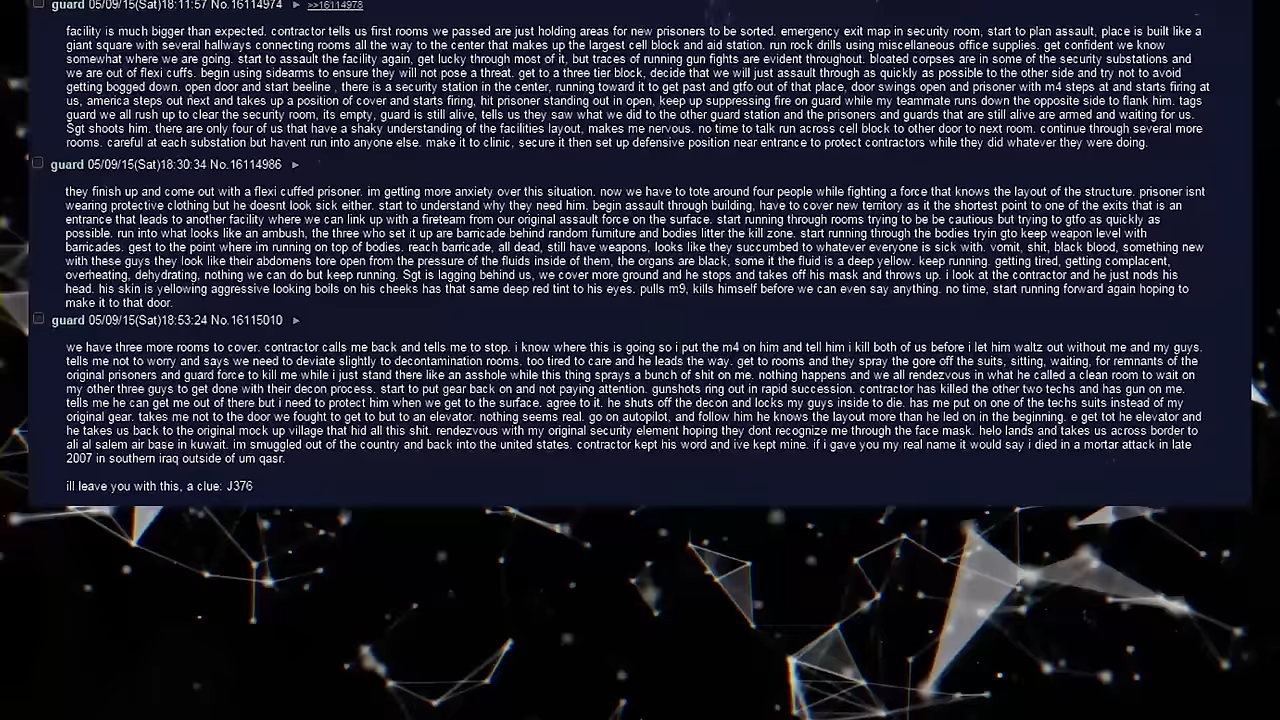 guard 05/09/15(Sat)18:11:57 No.16114974 ► >>16114978
facility is much bigger than expected. contractor tells us first rooms we passed are just holding areas for new prisoners to be sorted. emergency exit map in security room, start to plan assault, place is built like a
giant square with several hallways connecting rooms all the way to the center that makes up the largest cell block and aid station. run rock drills using miscellaneous office supplies. get confident we know
somewhat where we are going. start to assault the facility again, get lucky through most of it, but traces of running gun fights are evident throughout. bloated corpses are in some of the security substations and
we are out of flexi cuffs. begin using sidearms to ensure they will not pose a threat. get to a three tier block, decide that we will just assault through as quickly as possible to the other side and try not to avoid
getting bogged down. open door and start beeline , there is a security station in the center, running toward it to get past and gtfo out of that place, door swings open and prisoner with m4 steps at and starts firing at
us, america steps out next and takes up a position of cover and starts firing, hit prisoner standing out in open, keep up suppressing fire on guard while my teammate runs down the opposite side to flank him. tags
guard we all rush up to clear the security room, its empty, guard is still alive, tells us they saw what we did to the other guard station and the prisoners and guards that are still alive are armed and waiting for us.
Sgt shoots him. there are only four of us that have a shaky understanding of the facilities layout, makes me nervous. no time to talk run across cell block to other door to next room. continue through several more
rooms. careful at each substation but havent run into anyone else. make it to clinic, secure it then set up defensive position near entrance to protect contractors while they did whatever they were doing.
guard 05/09/15(Sat)18:30:34 No.16114986 ►
they finish up and come out with a flexi cuffed prisoner. im getting more anxiety over this situation. now we have to tote around four people while fighting a force that knows the layout of the structure. prisoner isnt
wearing protective clothing but he doesnt look sick either. start to understand why they need him. begin assault through building, have to cover new territory as it the shortest point to one of the exits that is an
entrance that leads to another facility where we can link up with a fireteam from our original assault force on the surface. start running through rooms trying to be be cautious but trying to gtfo as quickly as
possible. run into what looks like an ambush, the three who set it up are barricade behind random furniture and bodies litter the kill zone. start running through the bodies tryin gto keep weapon level with
barricades. gest to the point where im running on top of bodies. reach barricade, all dead, still have weapons, looks like they succumbed to whatever everyone is sick with. vomit, shit, black blood, something new
with these guys they look like their abdomens tore open from the pressure of the fluids inside of them, the organs are black, some it the fluid is a deep yellow. keep running. getting tired, getting complacent,
overheating, dehydrating, nothing we can do but keep running. Sgt is lagging behind us, we cover more ground and he stops and takes off his mask and throws up. i look at the contractor and he just nods his
head. his skin is yellowing aggressive looking boils on his cheeks has that same deep red tint to his eyes. pulls m9, kills himself before we can even say anything. no time, start running forward again hoping to
make it to that door.
guard 05/09/15(Sat)18:53:24 No.16115010 ►
we have three more rooms to cover. contractor calls me back and tells me to stop. i know where this is going so i put the m4 on him and tell him i kill both of us before i let him waltz out without me and my guys.
tells me not to worry and says we need to deviate slightly to decontamination rooms. too tired to care and he leads the way. get to rooms and they spray the gore off the suits, sitting, waiting, for remnants of the
original prisoners and guard force to kill me while i just stand there like an asshole while this thing sprays a bunch of shit on me. nothing happens and we all rendezvous in what he called a clean room to wait on
my other three guys to get done with their decon process. start to put gear back on and not paying attention. gunshots ring out in rapid succession. contractor has killed the other two techs and has gun on me.
tells me he can get me out of there but i need to protect him when we get to the surface. agree to it. he shuts off the decon and locks my guys inside to die. has me put on one of the techs suits instead of my
original gear. takes me not to the door we fought to get to but to an elevator. nothing seems real. go on autopilot, and follow him he knows the layout more than he led on in the beginning. e get tot he elevator and
he takes us back to the original mock up village that hid all this shit. rendezvous with my original security element hoping they dont recognize me through the face mask. helo lands and takes us across border to
ali al salem air base in kuwait. im smuggled out of the country and back into the united states. contractor kept his word and ive kept mine. if i gave you my real name it would say i died in a mortar attack in late
2007 in southern iraq outside of um qasr.
ill leave you with this, a clue: J376